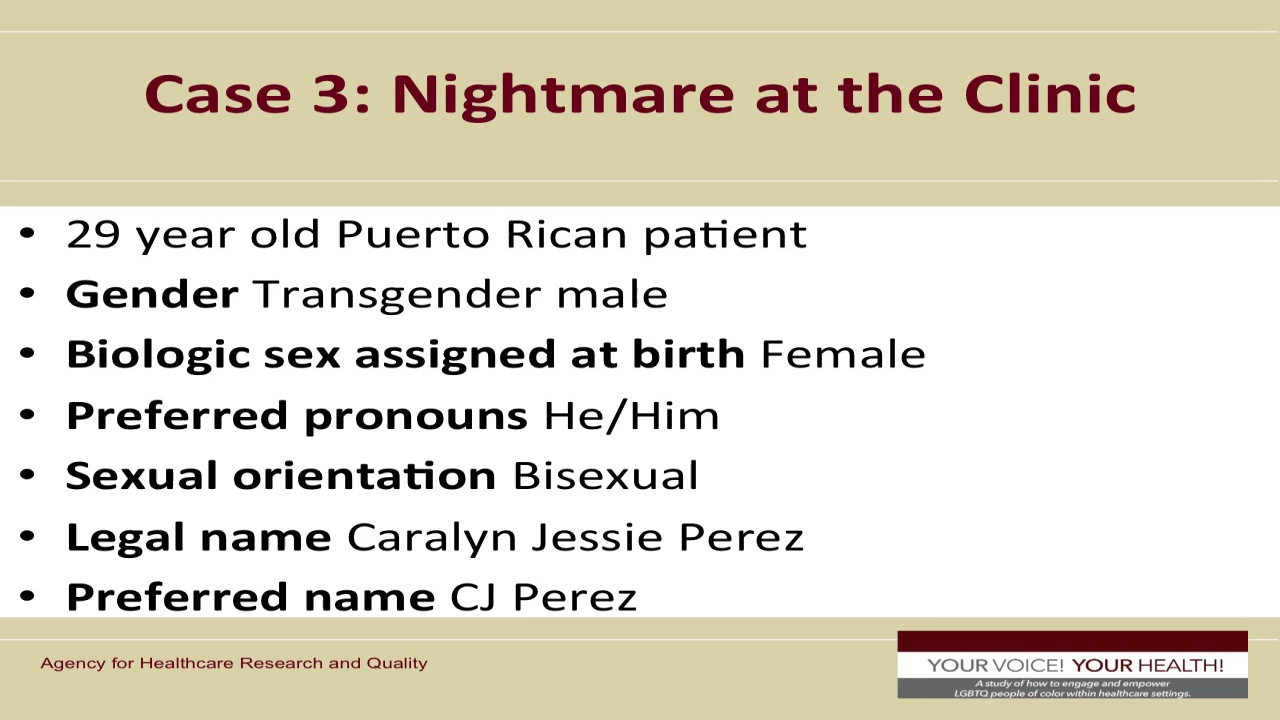 Case 3: Nightmare at the Clinic
• 29 year old Puerto Rican patient
• Gender Transgender male
• Biologic sex assigned at birth Female
• Preferred pronouns He/Him
• Sexual orientation Bisexual
• Legal name Caralyn Jessie Perez
• Preferred name CJ Perez
Agency for Healthcare Research and Quality
YOUR VOICE! YOUR HEALTH!
A study of how to engage and empower
LGBTQ people of color within healthcare settings.